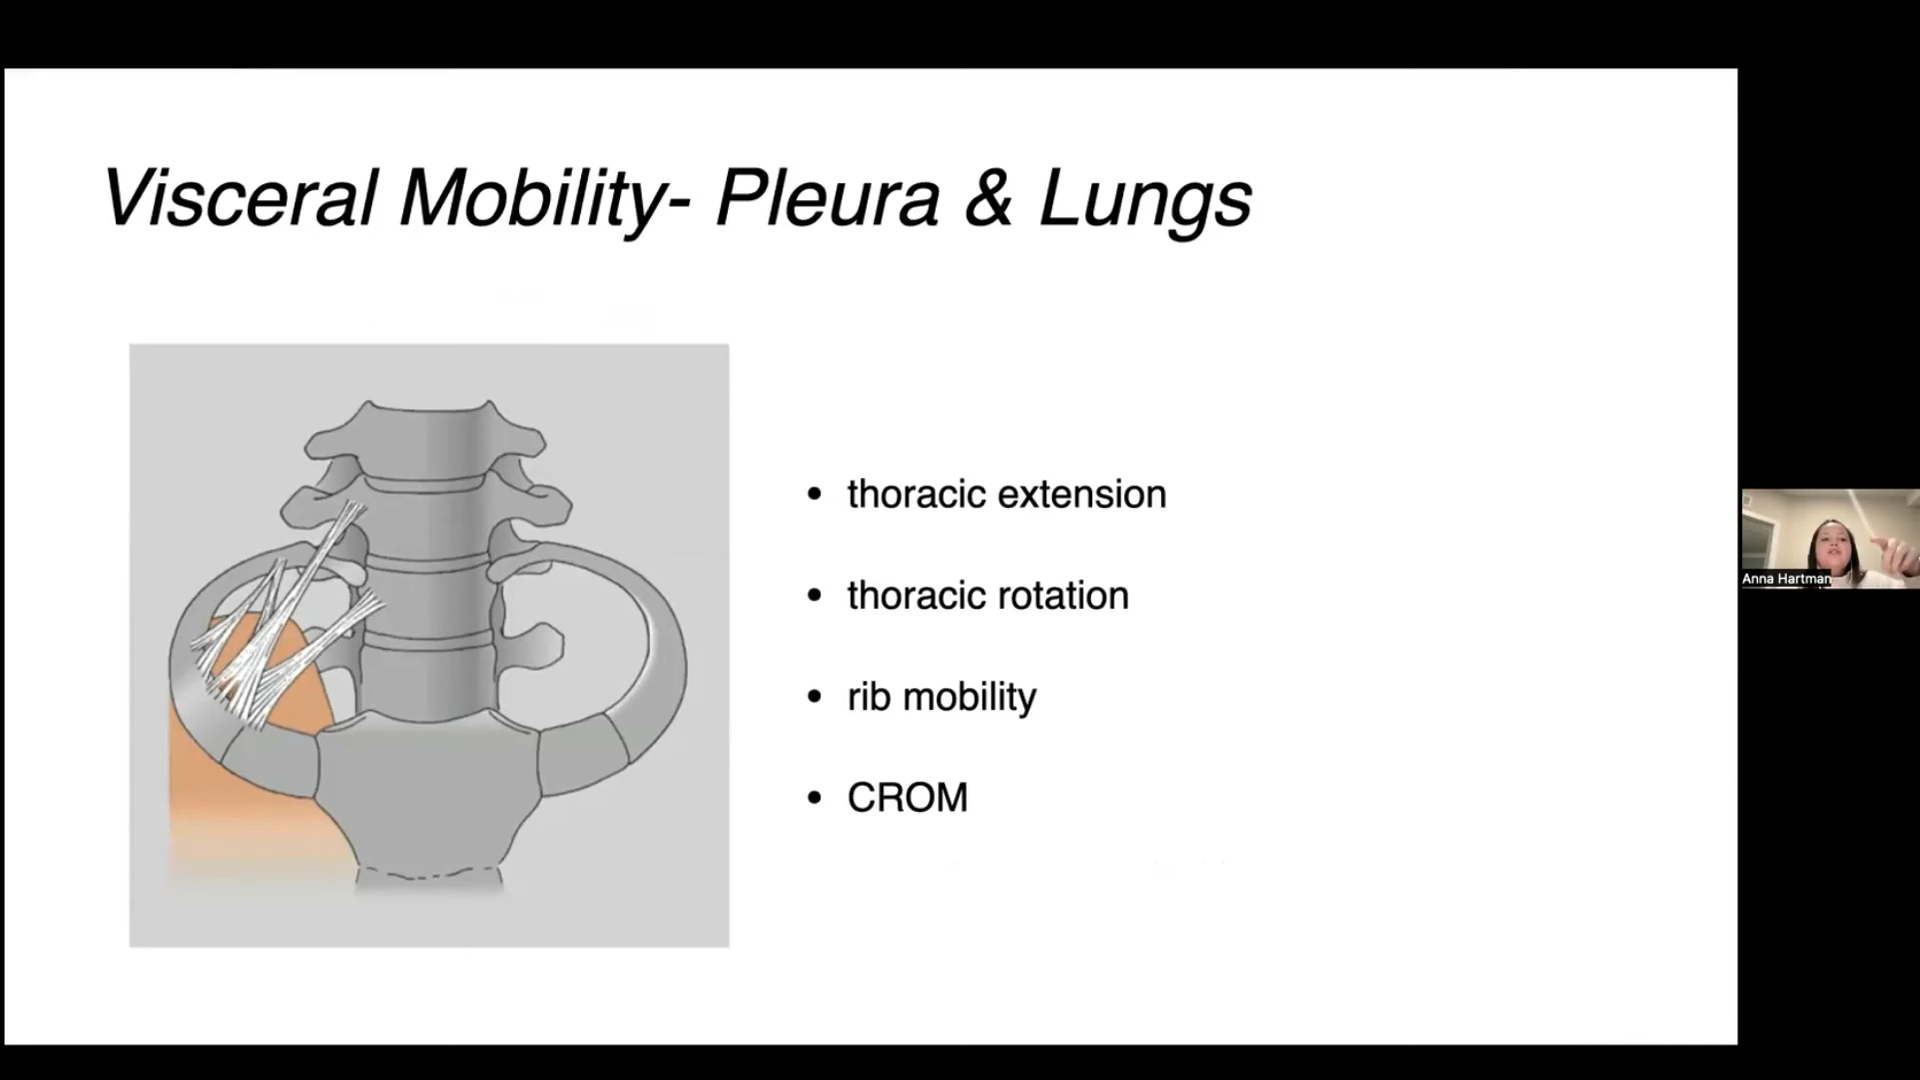 Visceral Mobility- Pleura & Lungs
• thoracic extension
• thoracic rotation
• rib mobility
• CROM
Anna Hartman